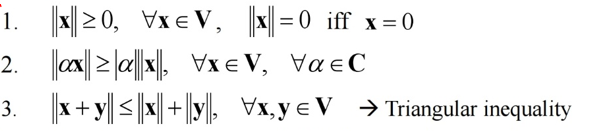 1. ‖x‖ ≥ 0, ∀x ∈ V, ‖x‖ = 0 iff x = 0
2. ‖αx‖ ≥ |α|‖x‖, ∀x ∈ V, ∀α ∈ C
3. ‖x + y‖ ≤ ‖x‖ + ‖y‖, ∀x, y ∈ V → Triangular inequality